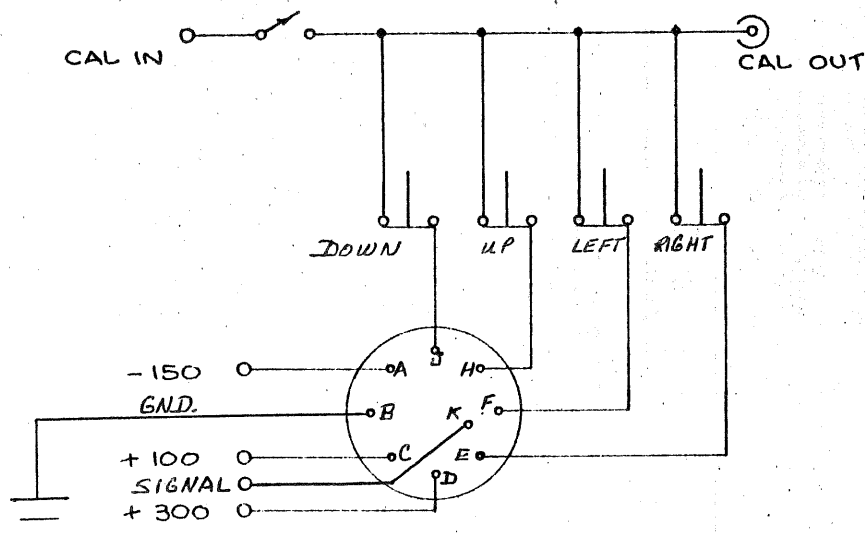 CAL IN
CAL OUT
DOWN
UP
LEFT
RIGHT
-150
A
J
H
GND.
B
K
F
+100
C
E
SIGNAL
D
+300